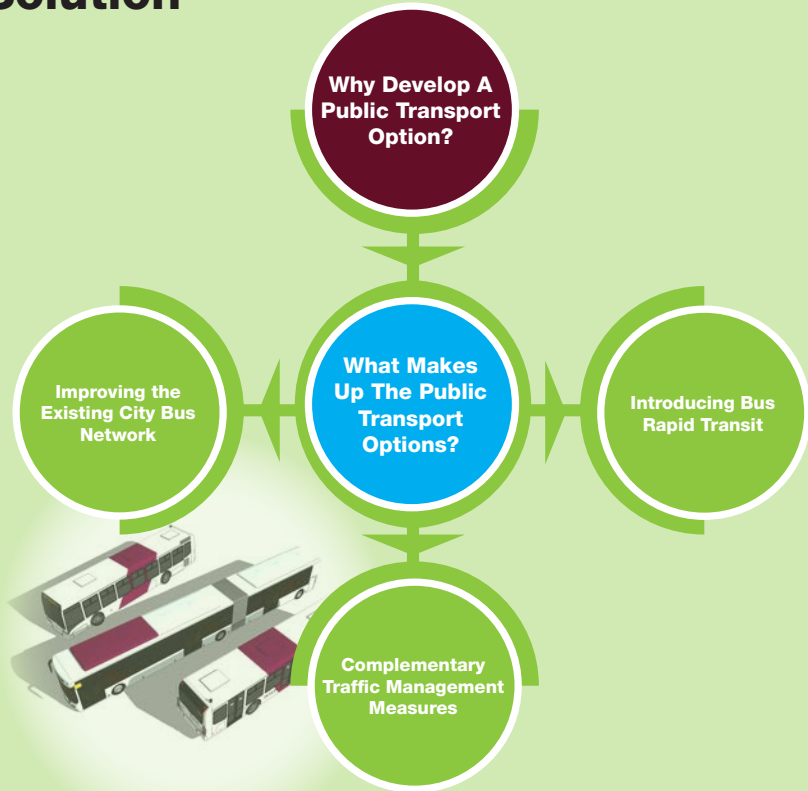 Solution
Why Develop A
Public Transport
Option?
What Makes
Up The Public
Transport
Options?
Improving the
Existing City Bus
Network
Introducing Bus
Rapid Transit
Complementary
Traffic Management
Measures